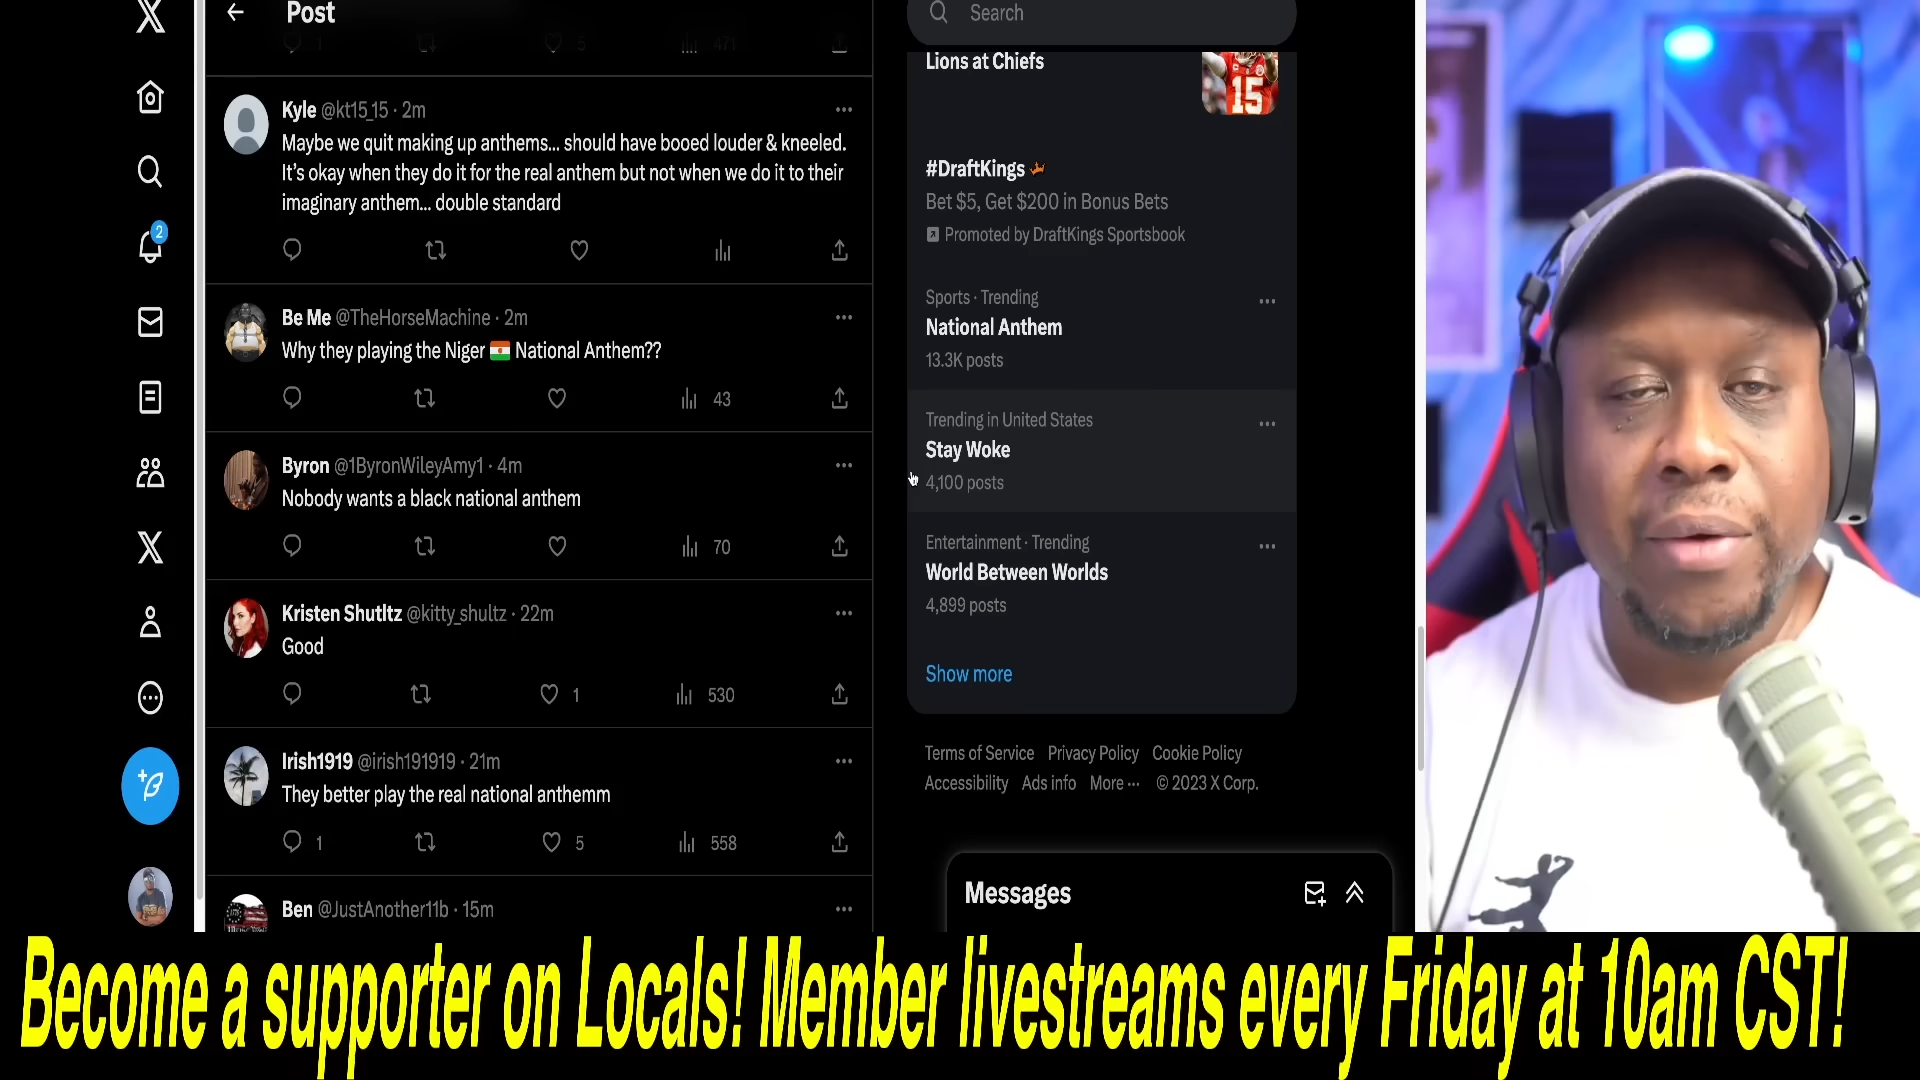 Post
1 5 471
Kyle @kt15_15 · 2m
Maybe we quit making up anthems... should have booed louder & kneeled.
It's okay when they do it for the real anthem but not when we do it to their
imaginary anthem... double standard
Be Me @TheHorseMachine · 2m
Why they playing the Niger 🇳🇪 National Anthem??
43
Byron @1ByronWileyAmy1 · 4m
Nobody wants a black national anthem
70
Kristen Shutltz @kitty_shultz · 22m
Good
1 530
Irish1919 @irish191919 · 21m
They better play the real national anthemm
1 5 558
Ben @JustAnother11b · 15m
2
Search
Lions at Chiefs
15
#DraftKings
Bet $5, Get $200 in Bonus Bets
Promoted by DraftKings Sportsbook
Sports · Trending
National Anthem
13.3K posts
Trending in United States
Stay Woke
4,100 posts
Entertainment · Trending
World Between Worlds
4,899 posts
Show more
Terms of Service Privacy Policy Cookie Policy
Accessibility Ads info More ··· © 2023 X Corp.
Messages
Become a supporter on Locals! Member livestreams every Friday at 10am CST!